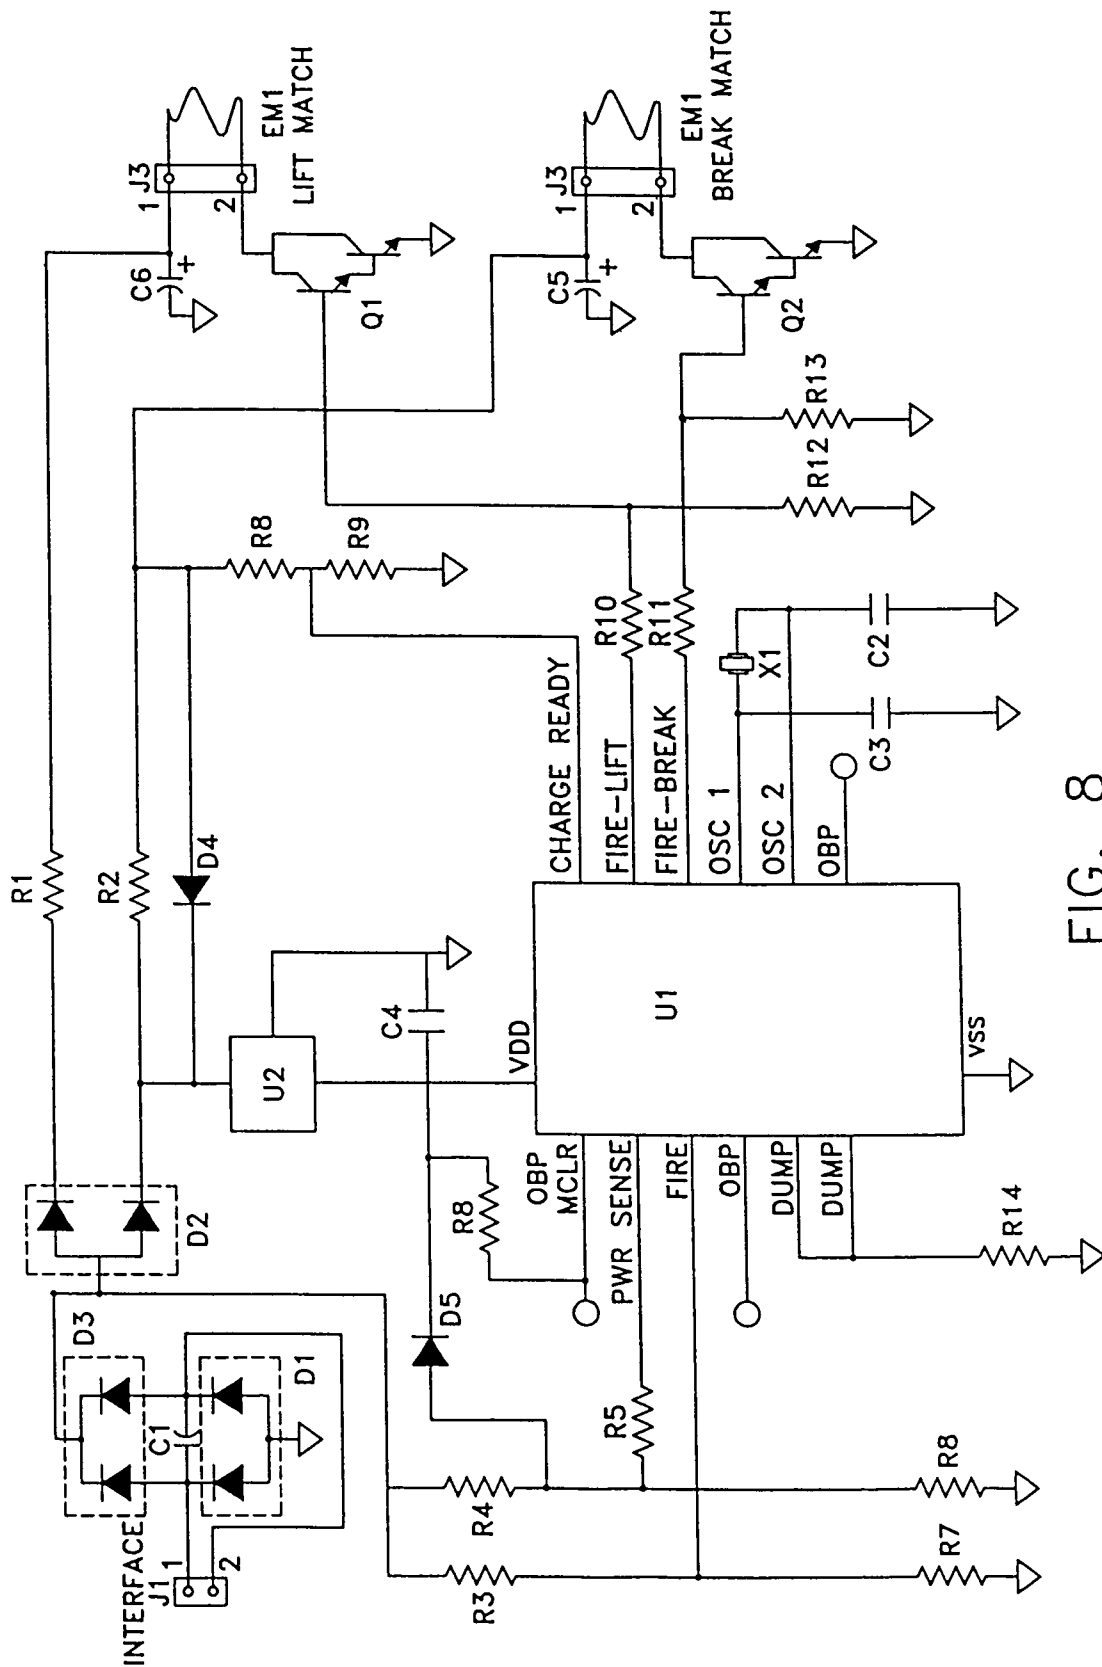 INTERFACE
J1
1
2
D3
C1
D1
D2
R1
R2
D4
U2
R8
R9
C6
+
J3
1
2
EM1
LIFT MATCH
Q1
C5
+
J3
1
2
EM1
BREAK MATCH
Q2
R3
R4
D5
R8
C4
R5
R7
R8
OBP
MCLR
PWR SENSE
FIRE
OBP
DUMP
DUMP
R14
VDD
U1
VSS
CHARGE READY
FIRE-LIFT
FIRE-BREAK
OSC 1
OSC 2
OBP
R10
R11
R12
R13
X1
C3
C2
FIG. 8